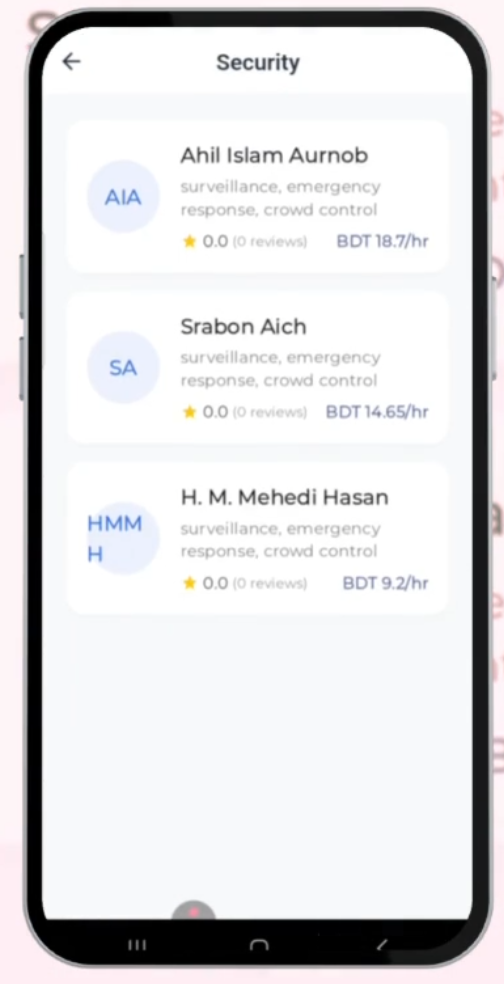 Security
Ahil Islam Aurnob
AIA
surveillance, emergency
response, crowd control
0.0 (0 reviews) BDT 18.7/hr
Srabon Aich
SA
surveillance, emergency
response, crowd control
0.0 (0 reviews) BDT 14.65/hr
H. M. Mehedi Hasan
HMM
H
surveillance, emergency
response, crowd control
0.0 (0 reviews) BDT 9.2/hr